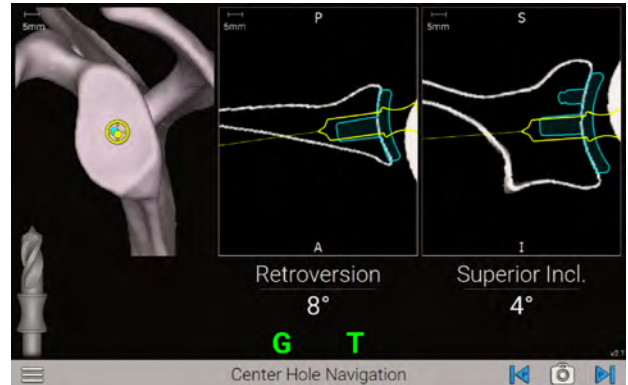 5mm
5mm
P
5mm
S
A
I
Retroversion
Superior Incl.
8°
4°
G T
v2.1
Center Hole Navigation